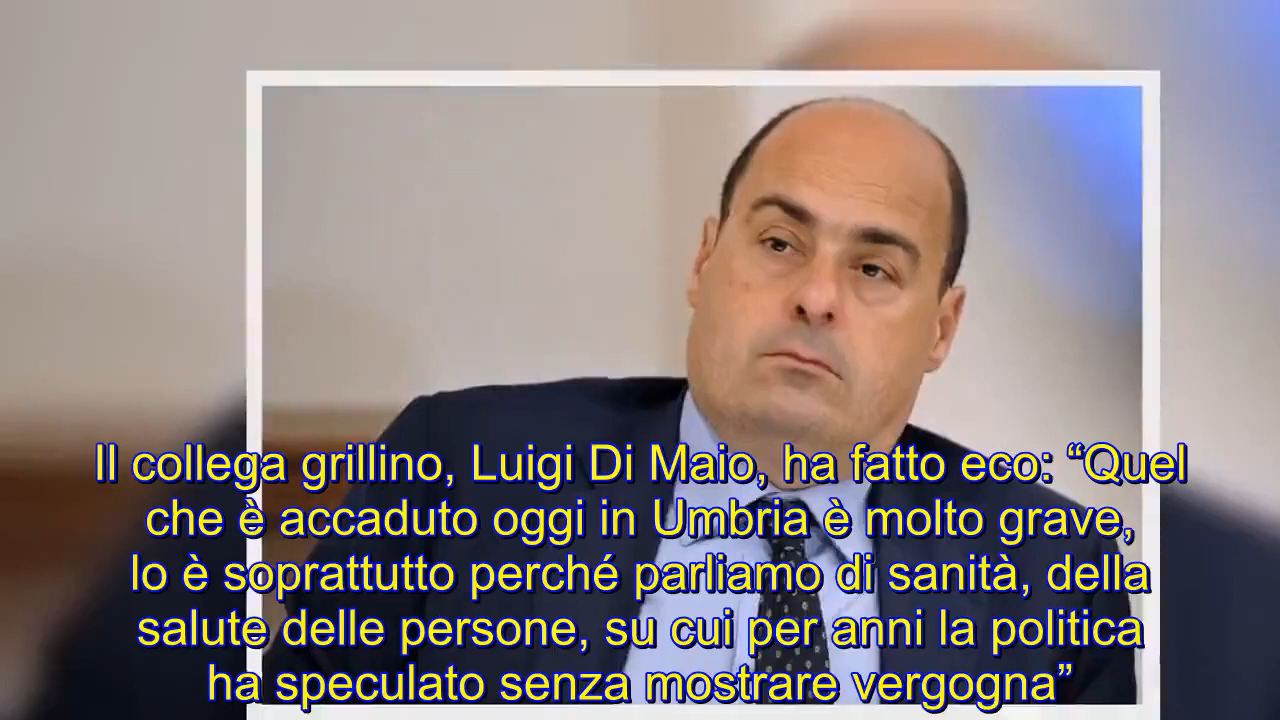 Il collega grillino, Luigi Di Maio, ha fatto eco: “Quel
che è accaduto oggi in Umbria è molto grave,
lo è soprattutto perché parliamo di sanità, della
salute delle persone, su cui per anni la politica
ha speculato senza mostrare vergogna”